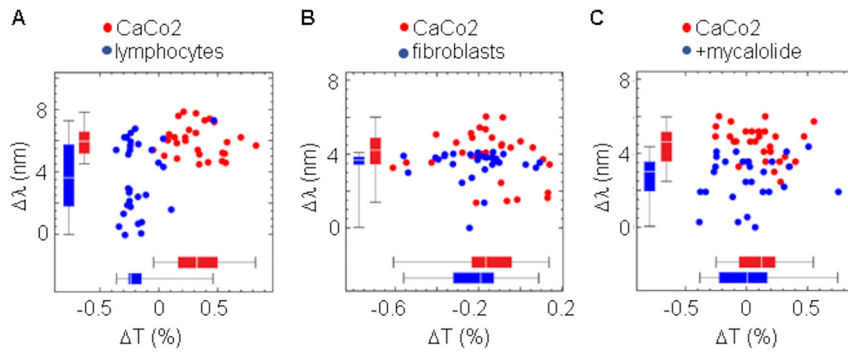 A
CaCo2
lymphocytes
Δλ (nm)
8
4
0
-0.5
0
0.5
ΔT (%)
B
CaCo2
fibroblasts
Δλ (nm)
8
4
0
-0.6
-0.2
0.2
ΔT (%)
C
CaCo2
+mycalolide
Δλ (nm)
8
4
0
-0.5
0
0.5
ΔT (%)